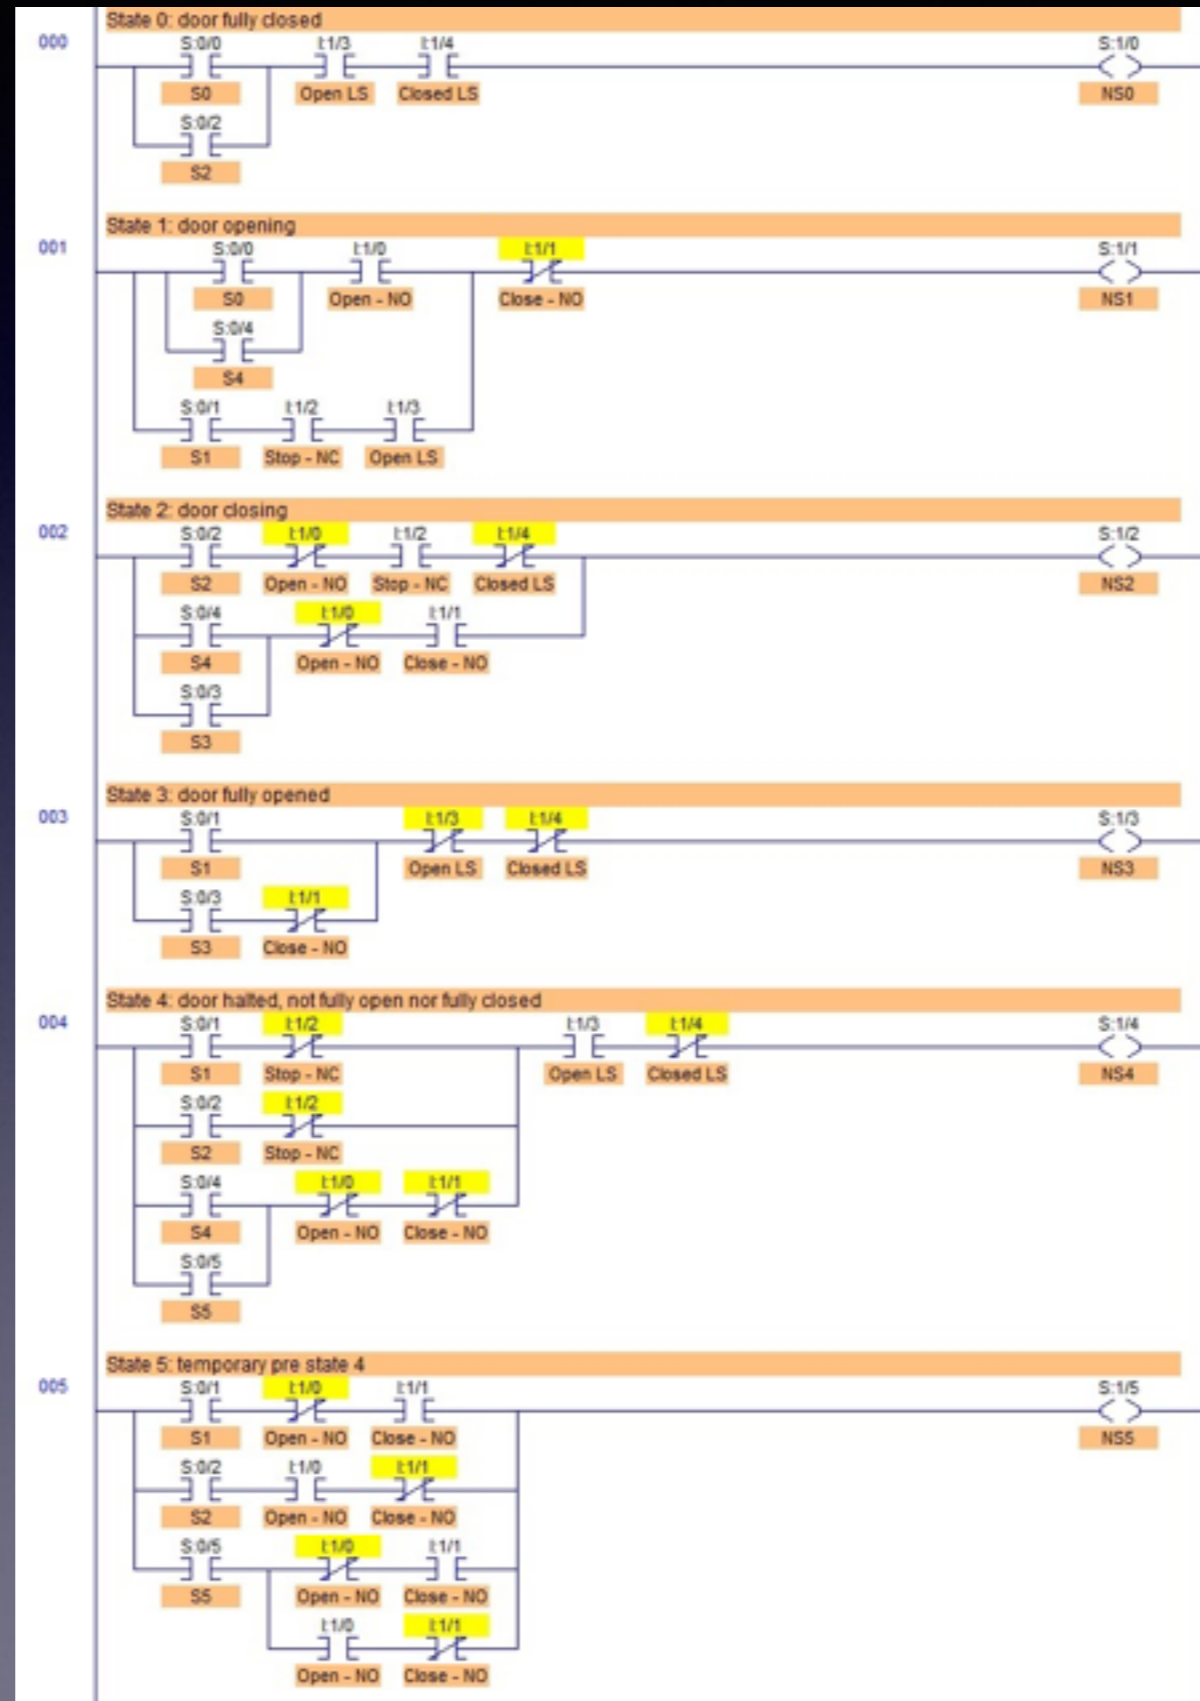 State 0: door fully closed
000
S:0/0 I:1/3 I:1/4 S:1/0
S0 Open LS Closed LS NS0
S:0/2
S2
State 1: door opening
001
S:0/0 I:1/0 I:1/1 S:1/1
S0 Open - NO Close - NO NS1
S:0/4
S4
S:0/1 I:1/2 I:1/3
S1 Stop - NC Open LS
State 2: door closing
002
S:0/2 I:1/0 I:1/2 I:1/4 S:1/2
S2 Open - NO Stop - NC Closed LS NS2
S:0/4 I:1/0 I:1/1
S4 Open - NO Close - NO
S:0/3
S3
State 3: door fully opened
003
S:0/1 I:1/3 I:1/4 S:1/3
S1 Open LS Closed LS NS3
S:0/3 I:1/1
S3 Close - NO
State 4: door halted, not fully open nor fully closed
004
S:0/1 I:1/2 I:1/3 I:1/4 S:1/4
S1 Stop - NC Open LS Closed LS NS4
S:0/2 I:1/2
S2 Stop - NC
S:0/4 I:1/0 I:1/1
S4 Open - NO Close - NO
S:0/5
S5
State 5: temporary pre state 4
005
S:0/1 I:1/0 I:1/1 S:1/5
S1 Open - NO Close - NO NS5
S:0/2 I:1/0 I:1/1
S2 Open - NO Close - NO
S:0/5 I:1/0 I:1/1
S5 Open - NO Close - NO
I:1/0 I:1/1
Open - NO Close - NO